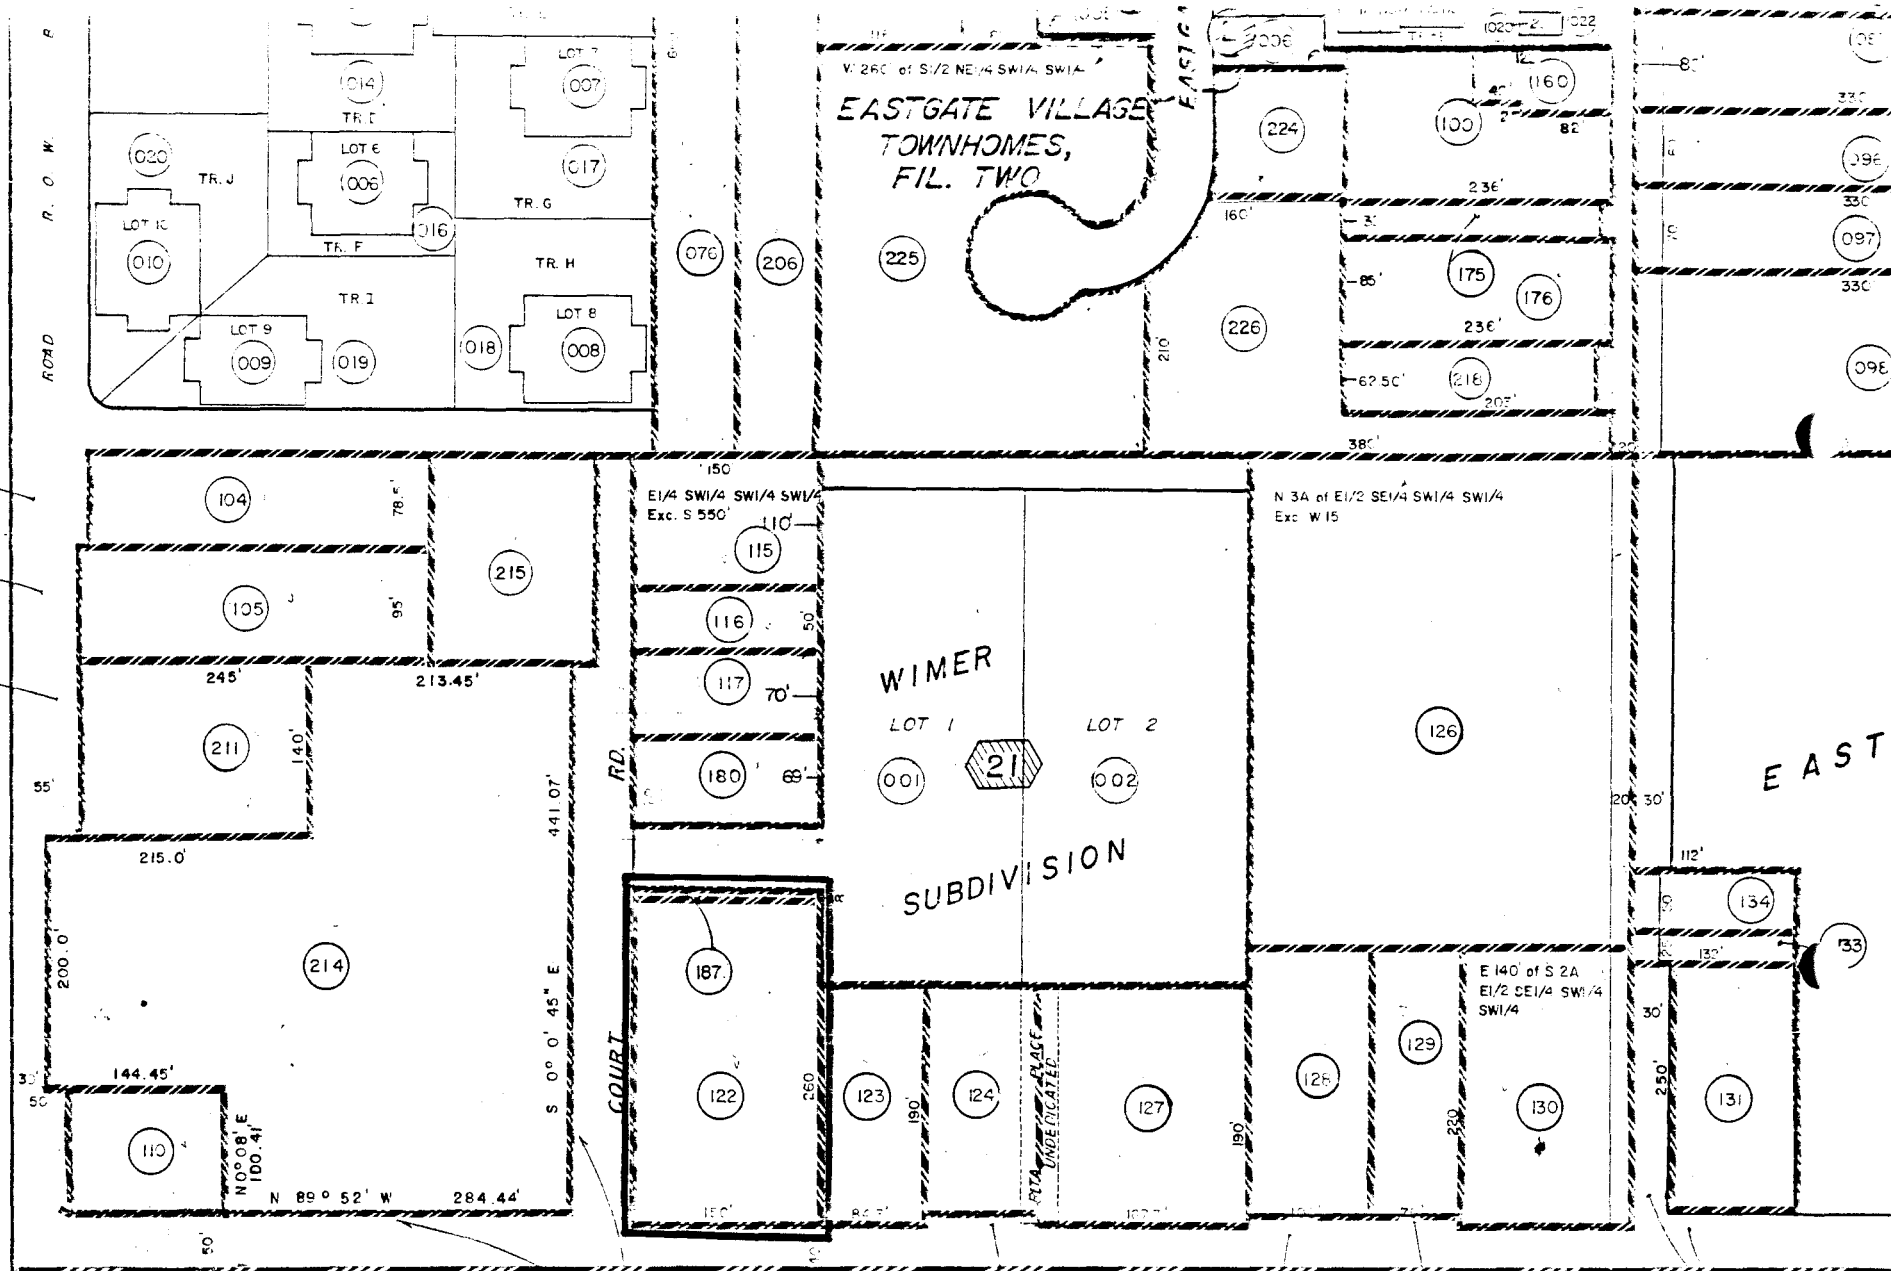 R. O. W.
ROAD
LOT 7
007
014
LOT 6
006
TR. J
020
017
TR. G
016
LOT 10
010
TR. F
TR. H
TR. I
LOT 9
009
019
018
LOT 8
008
076
206
225
W 260' of S1/2 NE1/4 SW1/4 SW1/4
EASTGATE VILLAGE
TOWNHOMES,
FIL. TWO
006
224
160'
226
210'
100
160
82'
236'
175
85'
176
236'
62.50'
218
203'
85'
330'
096
330'
097
330'
098
104
78.5'
105
95'
215
245'
213.45'
211
140'
55'
215.0'
200.0'
214
441.07'
S 0° 0' 45" E
144.45'
110
N 0° 08' E
100.41'
N 89° 52' W 284.44'
50'
150'
E1/4 SW1/4 SW1/4 SW1/4
Exc. S 550'
110'
115
116
50'
117
70'
180
69'
RD.
COURT
187
122
260
150'
WIMER
LOT 1
LOT 2
21
001
002
SUBDIVISION
N 3A of E1/2 SE1/4 SW1/4 SW1/4
Exc W 15
126
20'
30'
EAST
112'
134
133
132'
30'
250'
131
123
190'
124
PLACE
UNDEDICATED
127
190'
128
129
220
E 140' of S 2A
E1/2 SE1/4 SW1/4
SW1/4
130